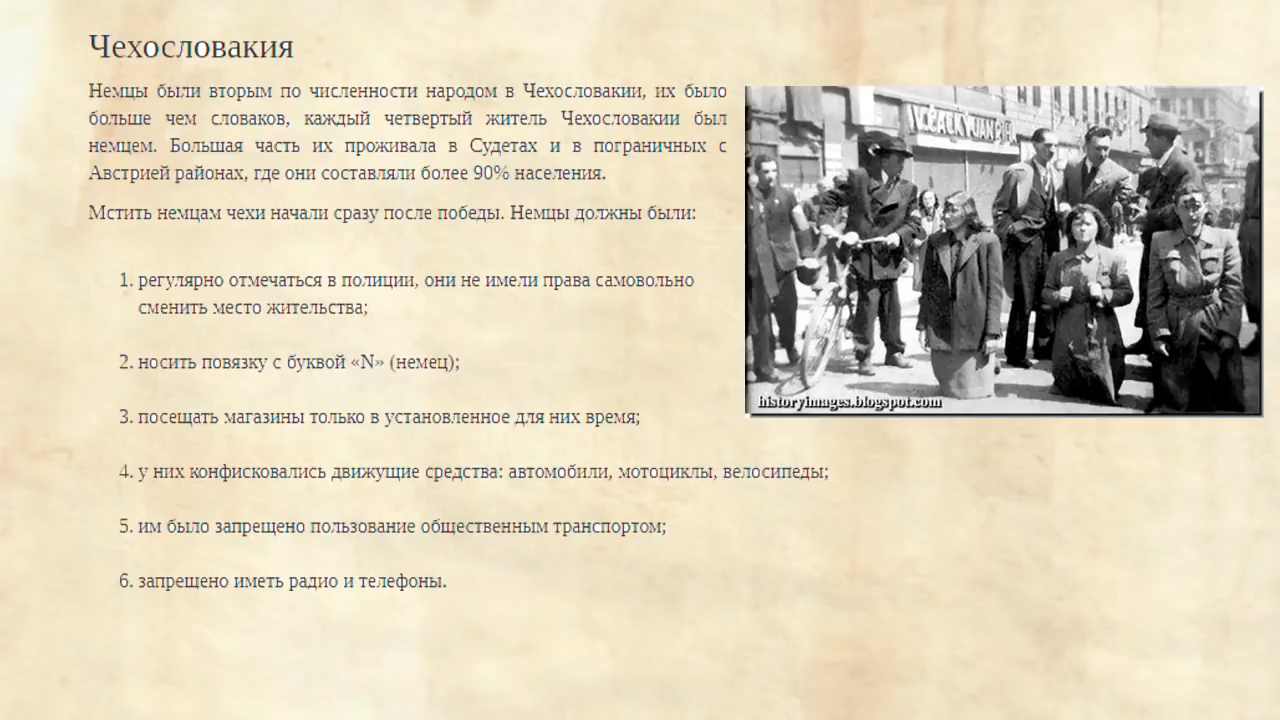 Чехословакия
Немцы были вторым по численности народом в Чехословакии, их было
больше чем словаков, каждый четвертый житель Чехословакии был
немцем. Большая часть их проживала в Судетах и в пограничных с
Австрией районах, где они составляли более 90% населения.
Мстить немцам чехи начали сразу после победы. Немцы должны были:
1. регулярно отмечаться в полиции, они не имели права самовольно
сменить место жительства;
2. носить повязку с буквой «N» (немец);
3. посещать магазины только в установленное для них время;
4. у них конфисковались движущие средства: автомобили, мотоциклы, велосипеды;
5. им было запрещено пользование общественным транспортом;
6. запрещено иметь радио и телефоны.
historyimages.blogspot.com